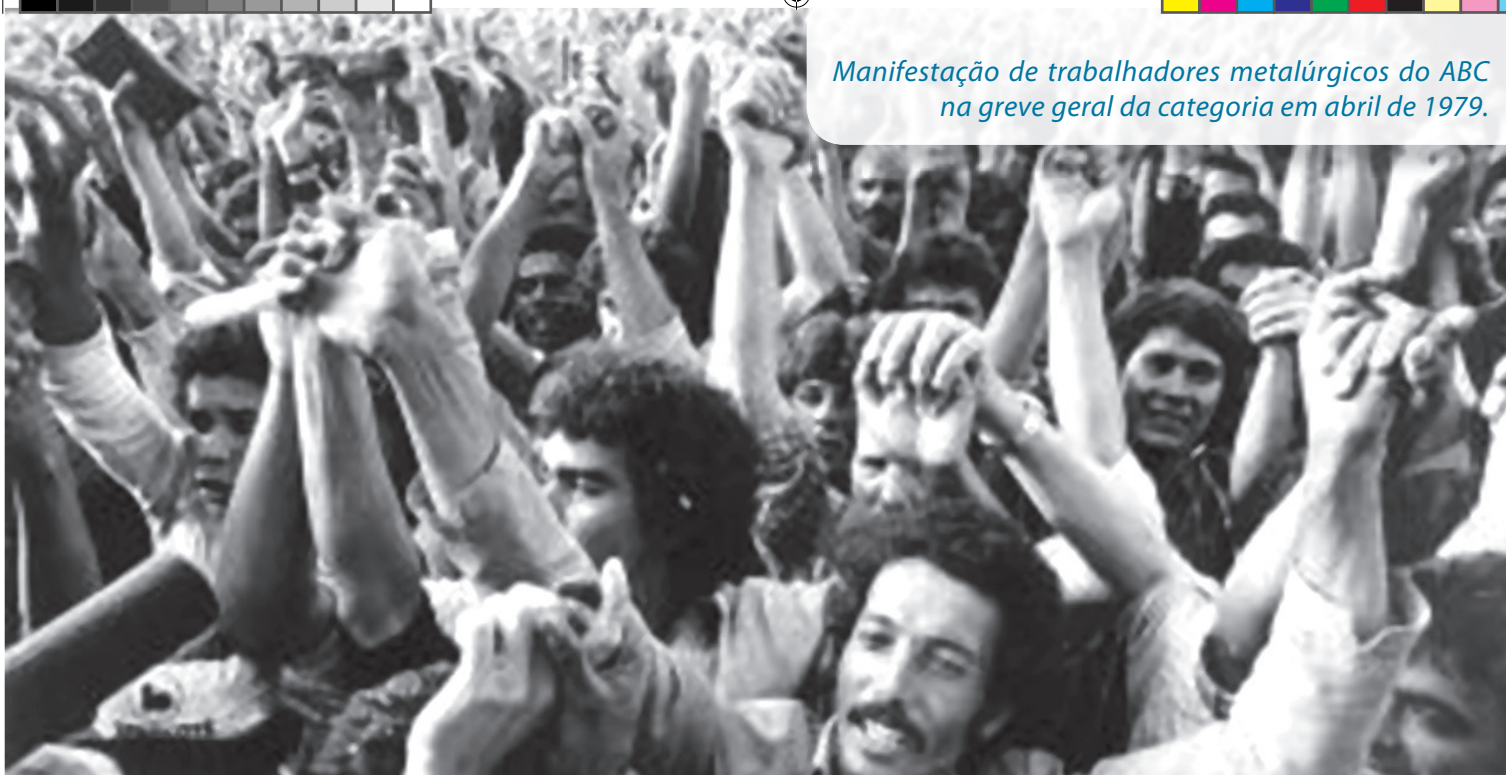 Manifestação de trabalhadores metalúrgicos do ABC
na greve geral da categoria em abril de 1979.